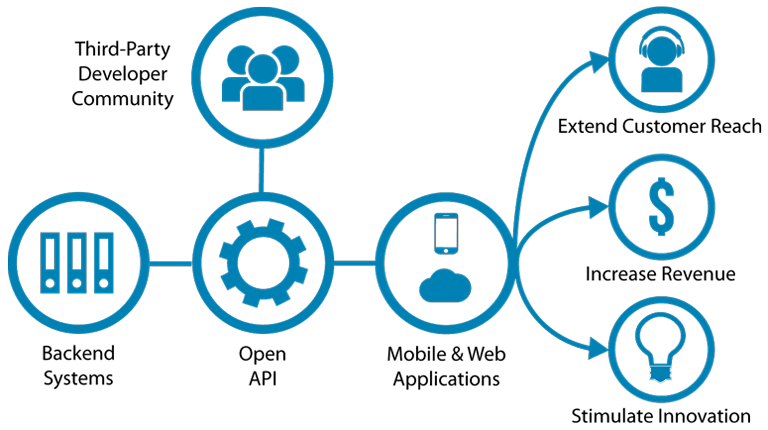 Third-Party
Developer
Community
Extend Customer Reach
$
Increase Revenue
Backend
Systems
Open
API
Mobile & Web
Applications
Stimulate Innovation